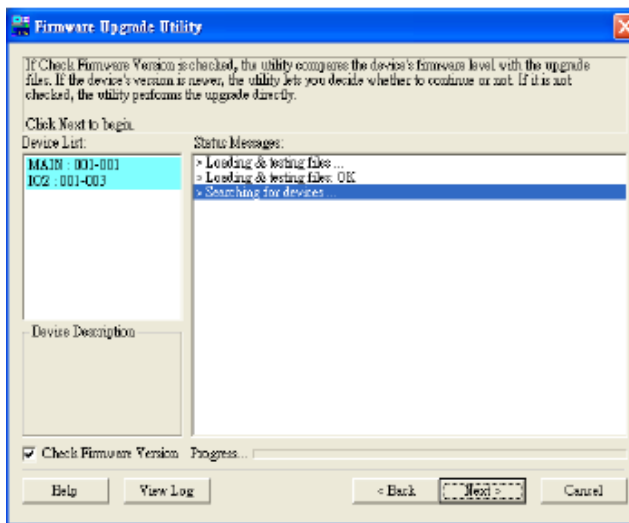 Firmware Upgrade Utility
If Check Firmware Version is checked, the utility compares the device's firmware level with the upgrade
files. If the device's version is newer, the utility lets you decide whether to continue or not. If it is not
checked, the utility performs the upgrade directly.
Click Next to begin.
Device List:
MAIN : 001-001
IO2 : 001-003
Status Messages:
> Loading & testing files ...
> Loading & testing files: OK
> Searching for devices ...
Device Description
Check Firmware Version Progress...
Help View Log < Back Next > Cancel